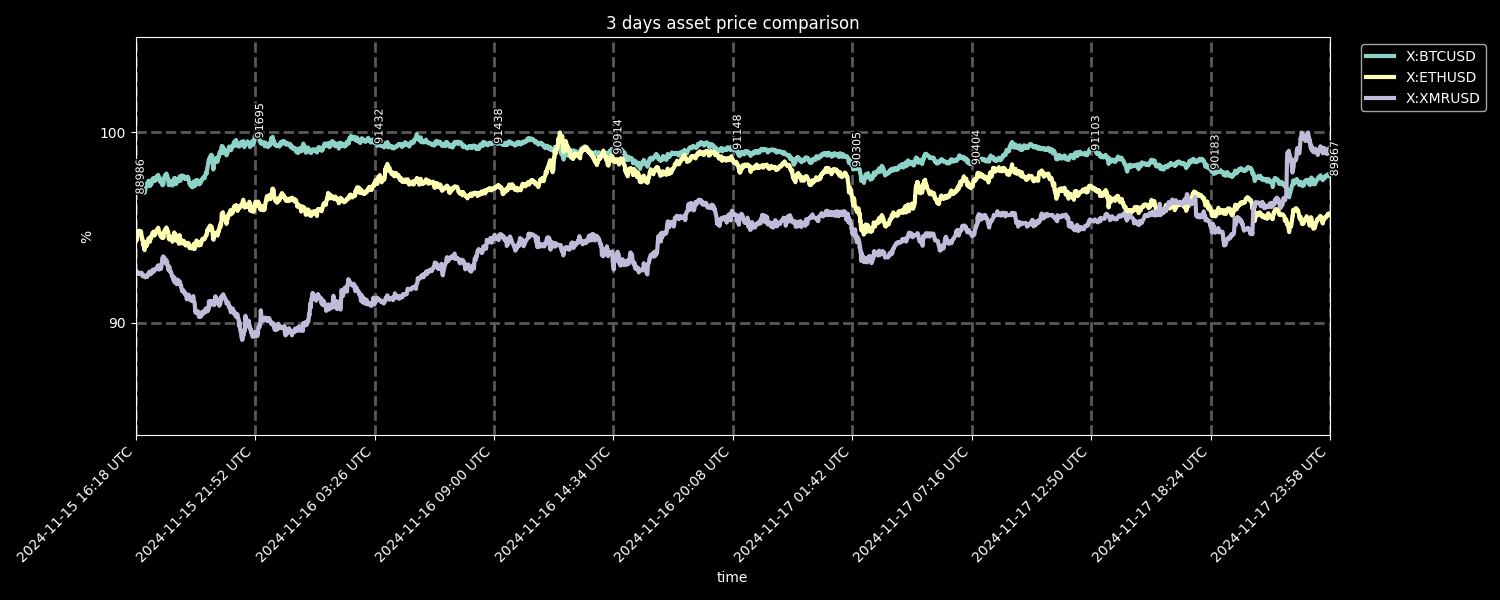 3 days asset price comparison
X:BTCUSD
X:ETHUSD
X:XMRUSD
%
100
90
88986
91695
91432
91438
90914
91148
90305
90404
91103
90183
89867
2024-11-15 16:18 UTC
2024-11-15 21:52 UTC
2024-11-16 03:26 UTC
2024-11-16 09:00 UTC
2024-11-16 14:34 UTC
2024-11-16 20:08 UTC
2024-11-17 01:42 UTC
2024-11-17 07:16 UTC
2024-11-17 12:50 UTC
2024-11-17 18:24 UTC
2024-11-17 23:58 UTC
time